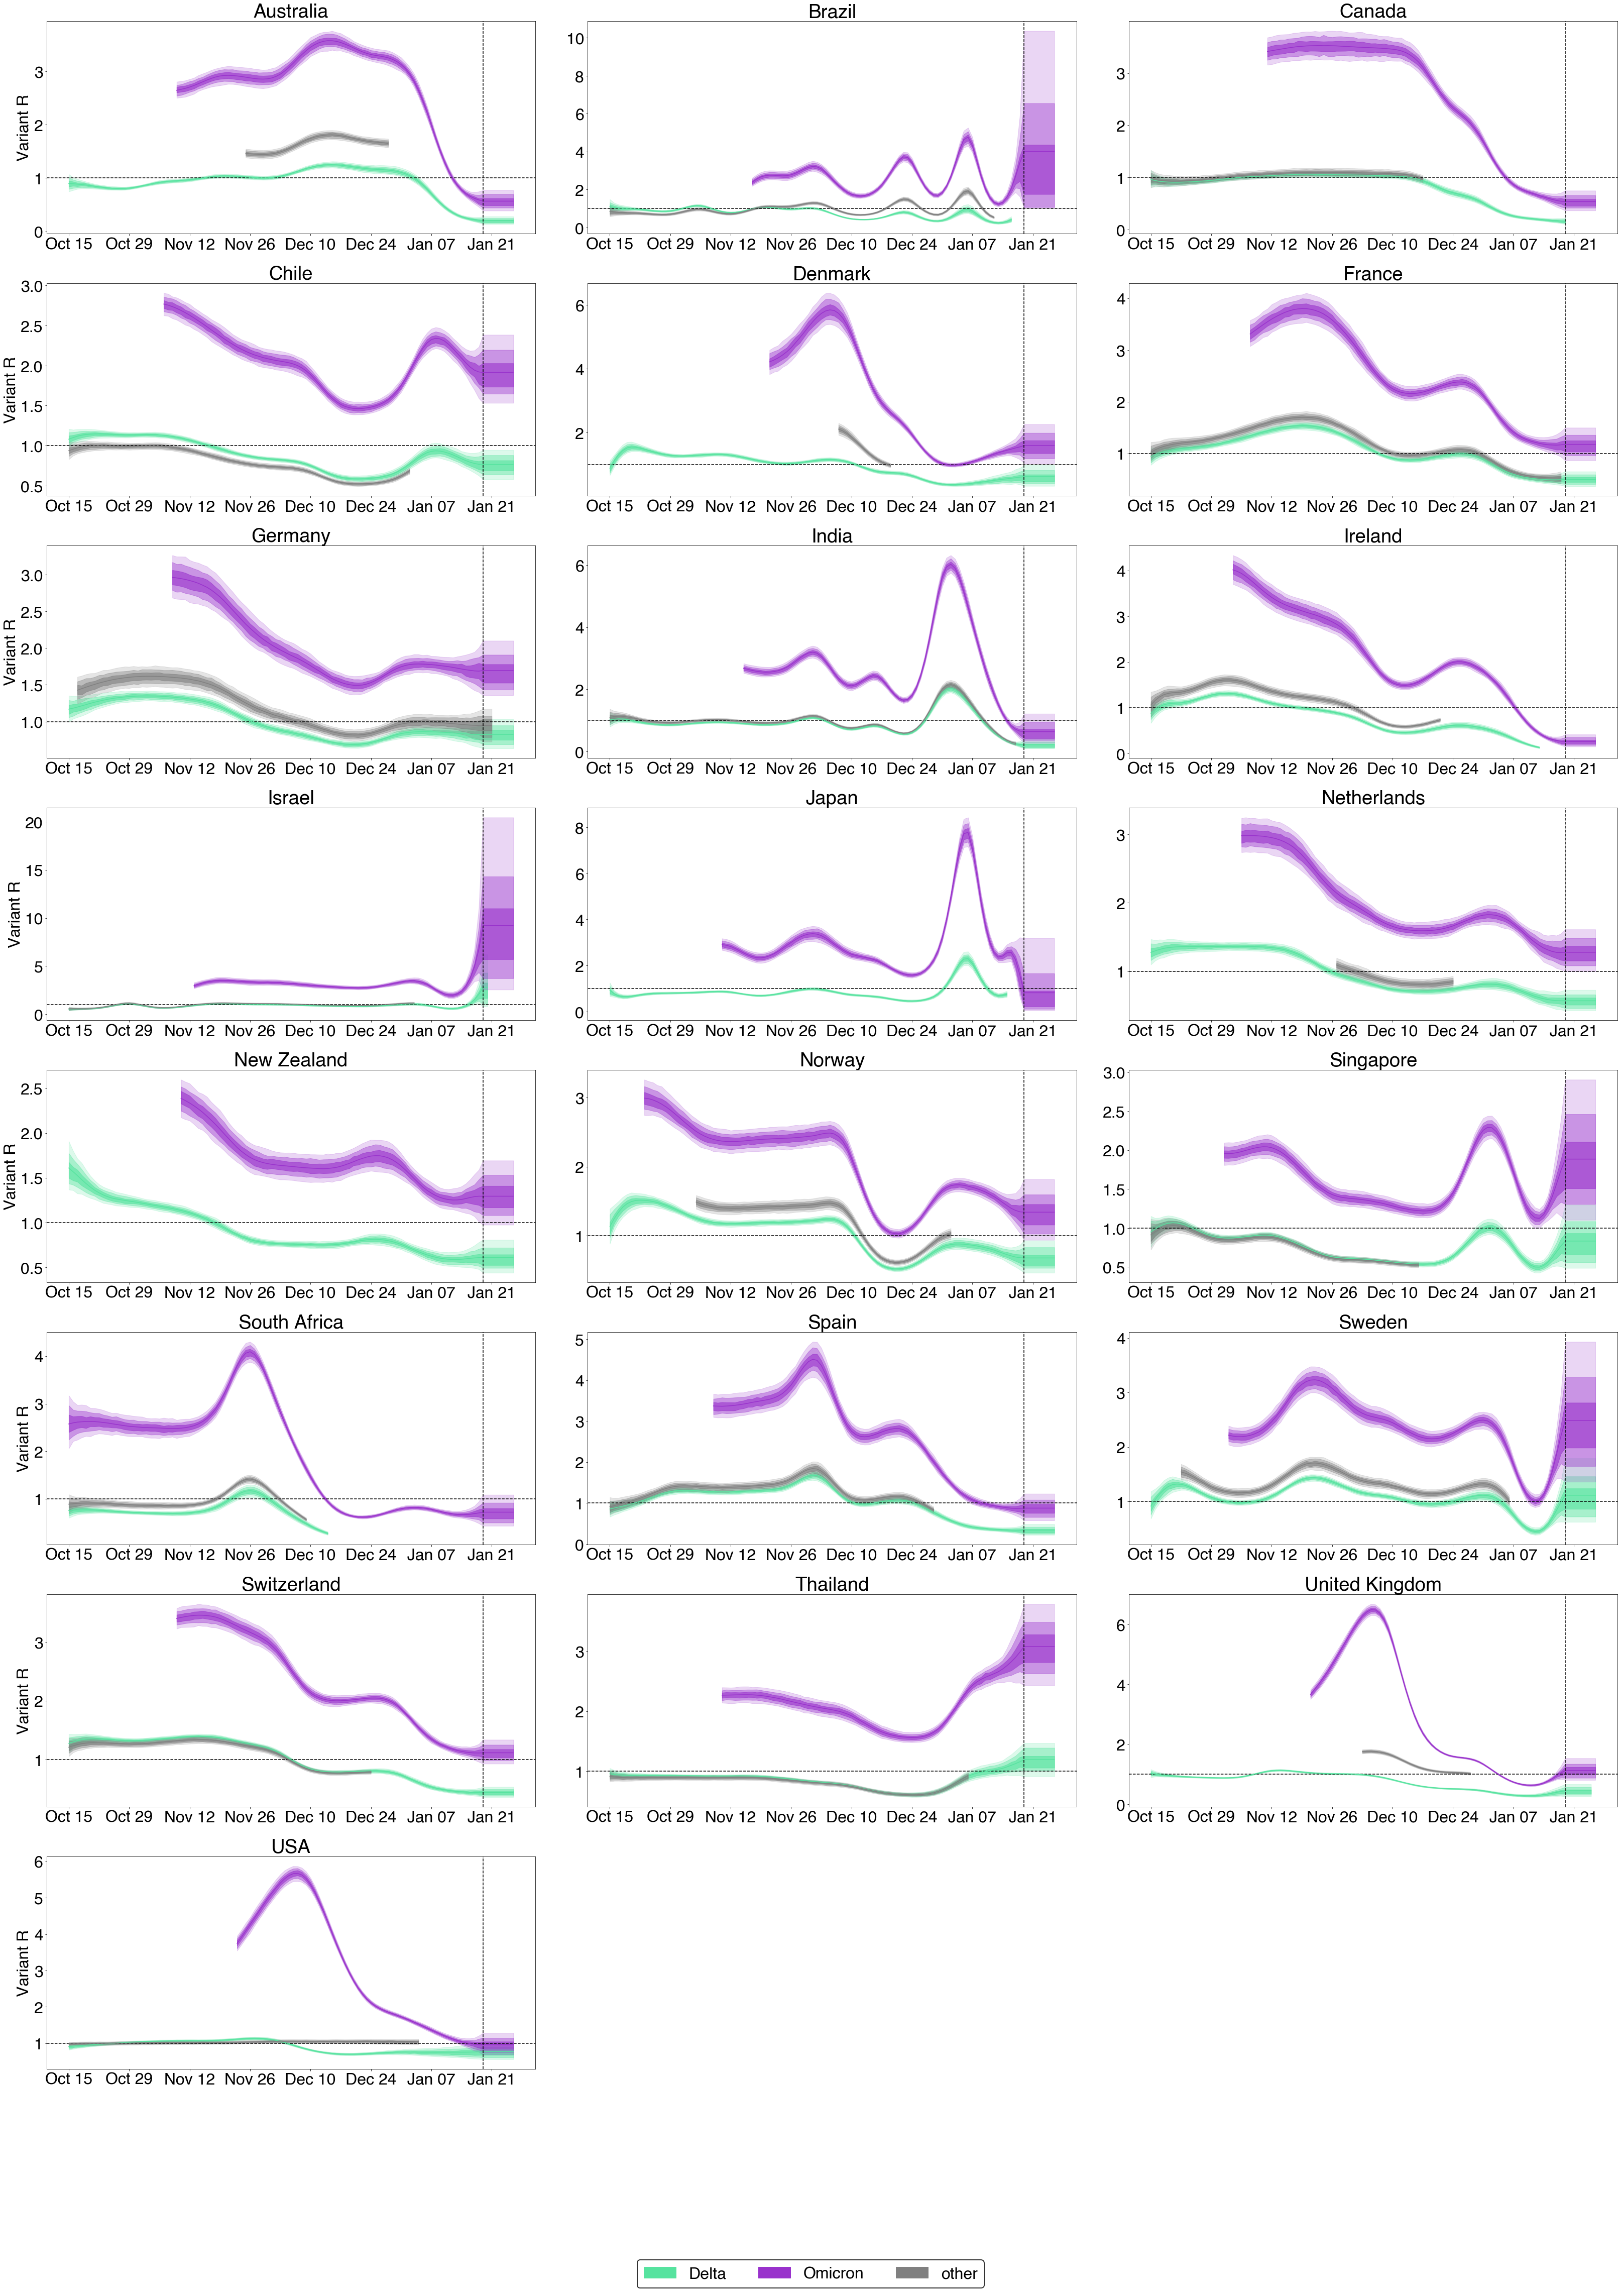 Australia
Brazil
Canada
Variant R
3
2
1
0
10
8
6
4
2
0
3
2
1
0
Oct 15 Oct 29 Nov 12 Nov 26 Dec 10 Dec 24 Jan 07 Jan 21
Oct 15 Oct 29 Nov 12 Nov 26 Dec 10 Dec 24 Jan 07 Jan 21
Oct 15 Oct 29 Nov 12 Nov 26 Dec 10 Dec 24 Jan 07 Jan 21
Chile
Denmark
France
Variant R
3.0
2.5
2.0
1.5
1.0
0.5
6
4
2
4
3
2
1
Oct 15 Oct 29 Nov 12 Nov 26 Dec 10 Dec 24 Jan 07 Jan 21
Oct 15 Oct 29 Nov 12 Nov 26 Dec 10 Dec 24 Jan 07 Jan 21
Oct 15 Oct 29 Nov 12 Nov 26 Dec 10 Dec 24 Jan 07 Jan 21
Germany
India
Ireland
Variant R
3.0
2.5
2.0
1.5
1.0
6
4
2
0
4
3
2
1
0
Oct 15 Oct 29 Nov 12 Nov 26 Dec 10 Dec 24 Jan 07 Jan 21
Oct 15 Oct 29 Nov 12 Nov 26 Dec 10 Dec 24 Jan 07 Jan 21
Oct 15 Oct 29 Nov 12 Nov 26 Dec 10 Dec 24 Jan 07 Jan 21
Israel
Japan
Netherlands
Variant R
20
15
10
5
0
8
6
4
2
0
3
2
1
Oct 15 Oct 29 Nov 12 Nov 26 Dec 10 Dec 24 Jan 07 Jan 21
Oct 15 Oct 29 Nov 12 Nov 26 Dec 10 Dec 24 Jan 07 Jan 21
Oct 15 Oct 29 Nov 12 Nov 26 Dec 10 Dec 24 Jan 07 Jan 21
New Zealand
Norway
Singapore
Variant R
2.5
2.0
1.5
1.0
0.5
3
2
1
3.0
2.5
2.0
1.5
1.0
0.5
Oct 15 Oct 29 Nov 12 Nov 26 Dec 10 Dec 24 Jan 07 Jan 21
Oct 15 Oct 29 Nov 12 Nov 26 Dec 10 Dec 24 Jan 07 Jan 21
Oct 15 Oct 29 Nov 12 Nov 26 Dec 10 Dec 24 Jan 07 Jan 21
South Africa
Spain
Sweden
Variant R
4
3
2
1
5
4
3
2
1
0
4
3
2
1
Oct 15 Oct 29 Nov 12 Nov 26 Dec 10 Dec 24 Jan 07 Jan 21
Oct 15 Oct 29 Nov 12 Nov 26 Dec 10 Dec 24 Jan 07 Jan 21
Oct 15 Oct 29 Nov 12 Nov 26 Dec 10 Dec 24 Jan 07 Jan 21
Switzerland
Thailand
United Kingdom
Variant R
3
2
1
3
2
1
6
4
2
0
Oct 15 Oct 29 Nov 12 Nov 26 Dec 10 Dec 24 Jan 07 Jan 21
Oct 15 Oct 29 Nov 12 Nov 26 Dec 10 Dec 24 Jan 07 Jan 21
Oct 15 Oct 29 Nov 12 Nov 26 Dec 10 Dec 24 Jan 07 Jan 21
USA
Variant R
6
5
4
3
2
1
Oct 15 Oct 29 Nov 12 Nov 26 Dec 10 Dec 24 Jan 07 Jan 21
Delta Omicron other